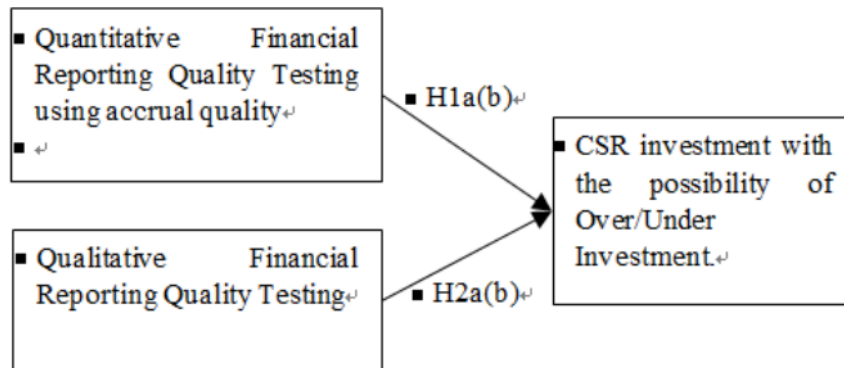 ▪ Quantitative Financial
Reporting Quality Testing
using accrual quality↵
▪ ↵
▪ H1a(b)↵
▪ CSR investment with
the possibility of
Over/Under
Investment.↵
▪ Qualitative Financial
Reporting Quality Testing↵
▪ H2a(b)↵